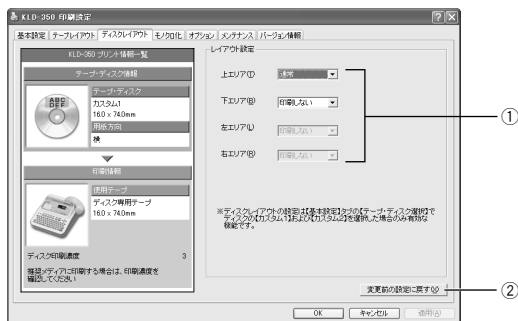 KLD-350 印刷設定
基本設定 テープレイアウト ディスクレイアウト モノクロ化 オプション メンテナンス バージョン情報
KLD-350 プリント情報一覧
テープ・ディスク情報
ABC
DEF
テープ・ディスク
カスタム1
16.0 × 74.0mm
用紙方向
横
印刷情報
使用テープ
ディスク専用テープ
16.0 × 74.0mm
ディスク印刷濃度 3
推奨メディアに印刷する場合は、印刷濃度を
確認してください
レイアウト設定
上エリア(T) 通常
下エリア(B) 印刷しない
左エリア(L) 印刷しない
右エリア(R) 印刷しない
①
※ディスクレイアウトの設定は【基本設定】タブの【テープ・ディスク選択】で
ディスクの【カスタム1】および【カスタム2】を選択した場合のみ有効な
機能です。
変更前の設定に戻す(V)
②
OK キャンセル 適用(A)